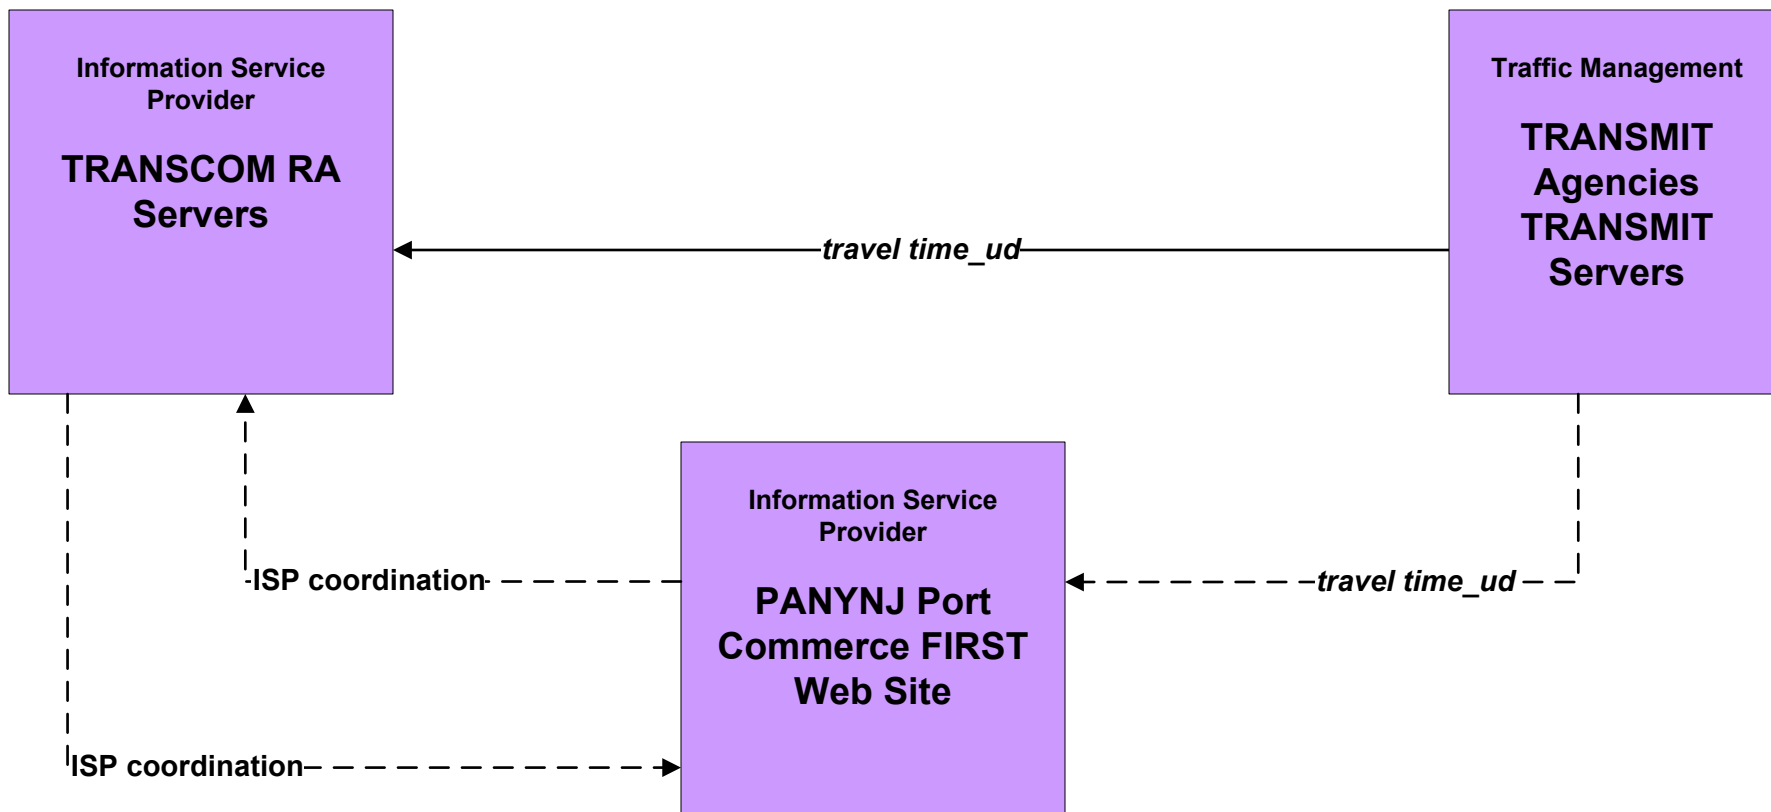 Information Service
Provider
TRANSCOM RA
Servers
Traffic Management
TRANSMIT
Agencies
TRANSMIT
Servers
travel time_ud
Information Service
Provider
PANYNJ Port
Commerce FIRST
Web Site
ISP coordination
travel time_ud
ISP coordination